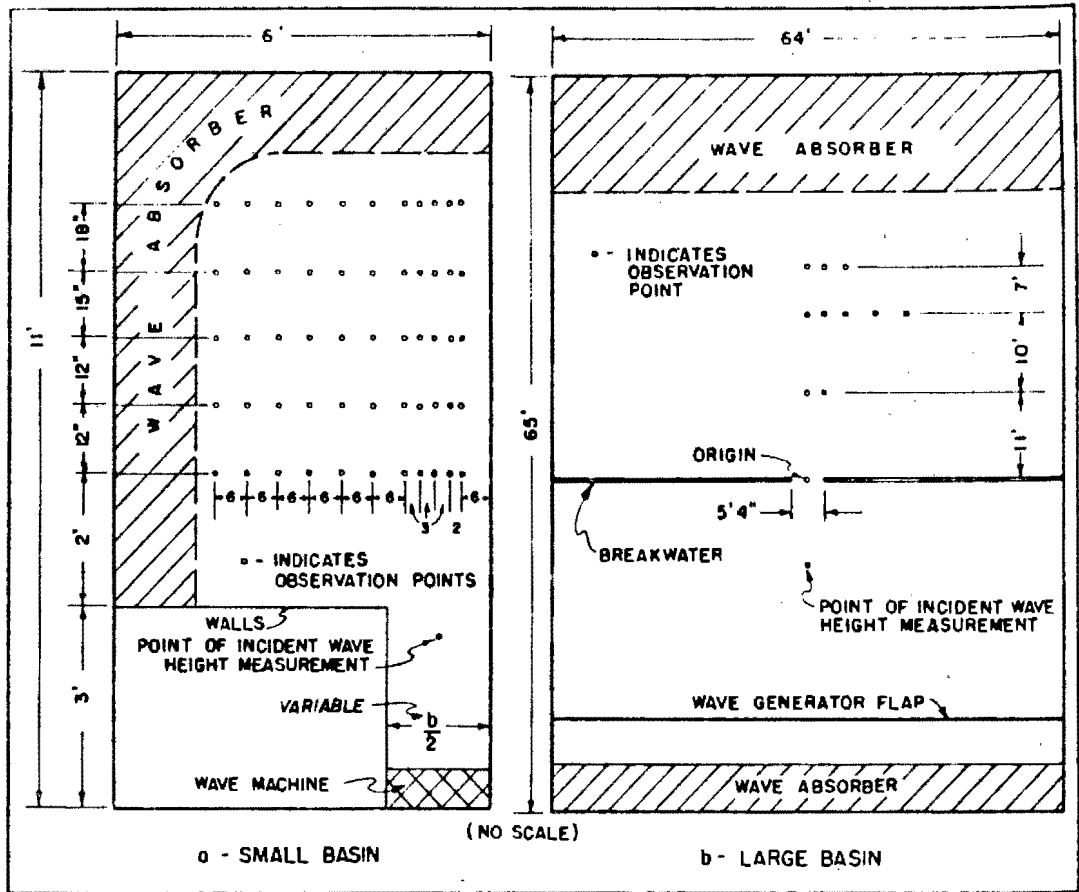 6'
64'
ABSORBER
WAVE
WAVE ABSORBER
18"
15"
12"
12"
2'
3'
11'
65'
• - INDICATES
OBSERVATION
POINT
7'
10'
11'
ORIGIN
5'4"
BREAKWATER
6 6 6 6 6 6 3 2 6
▫ - INDICATES
OBSERVATION POINTS
WALLS
POINT OF INCIDENT WAVE
HEIGHT MEASUREMENT
POINT OF INCIDENT WAVE
HEIGHT MEASUREMENT
VARIABLE
b/2
WAVE GENERATOR FLAP
WAVE MACHINE
WAVE ABSORBER
(NO SCALE)
a - SMALL BASIN
b - LARGE BASIN